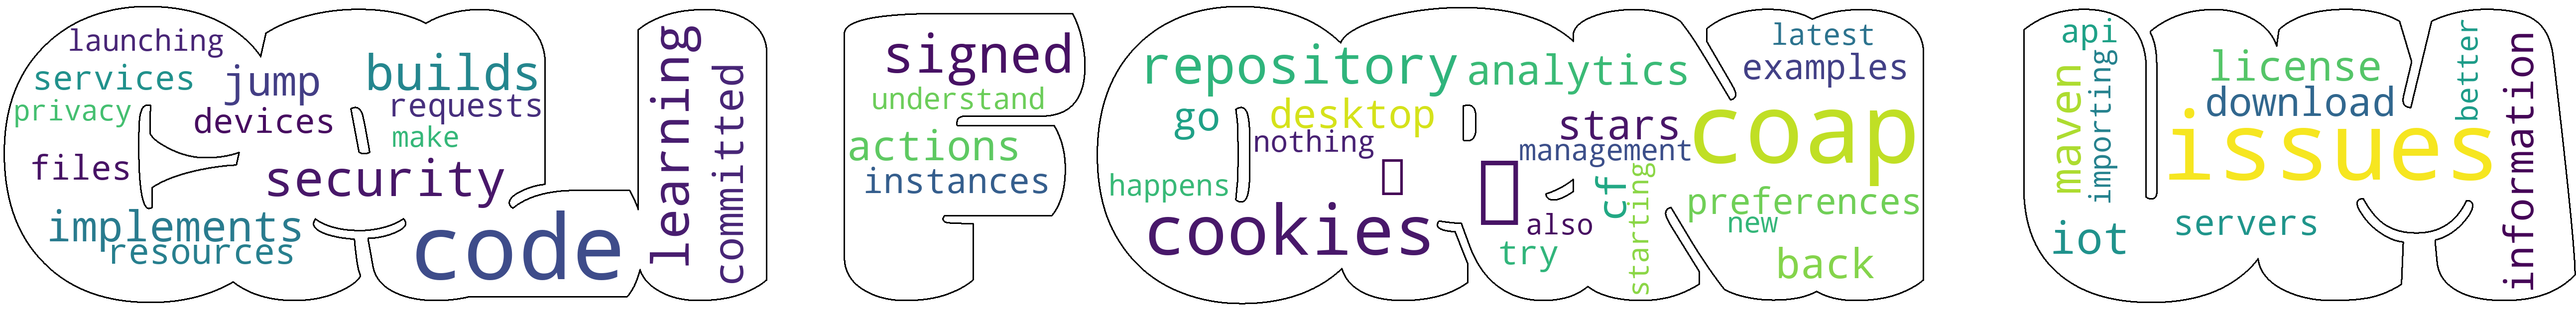 launching
services
privacy
jump
devices
builds
requests
make
files
security
implements
resources
code
learning
committed
signed
understand
actions
instances
repository
analytics
go
desktop
nothing
stars
management
happens
cookies
also
try
cf
starting
latest
examples
coap
preferences
new
back
api
maven
importing
iot
license
download
issues
servers
better
information